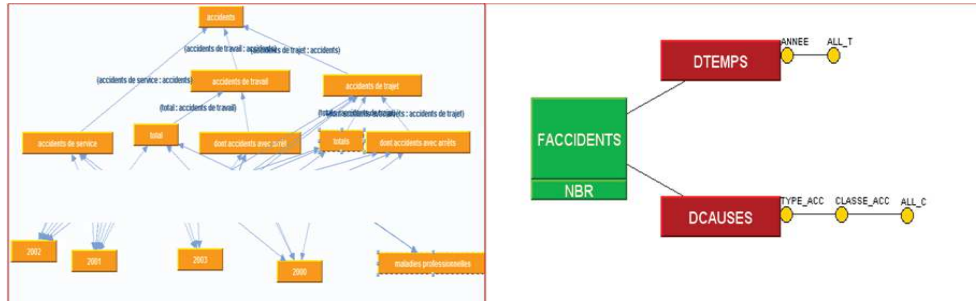 accidents
(accidents de travail : accidents)
(accidents de trajet : accidents)
(accidents de service : accidents)
accidents de travail
accidents de trajet
(total : accidents de travail)
accidents de service
total
dont accidents avec arrêt
totals
dont accidents avec arrêts
2002
2001
2003
2000
maladies professionnelles
ANNEE ALL_T
DTEMPS
FACCIDENTS
NBR
TYPE_ACC CLASSE_ACC ALL_C
DCAUSES